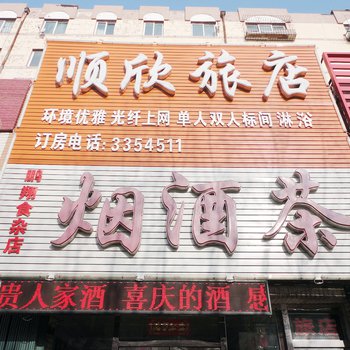 顺欣旅店
环境优雅 光纤上网 单人双人标间 淋浴
订房电话: 3354511
鹏翔食杂店
烟酒茶
贵人家酒 喜庆的酒 感